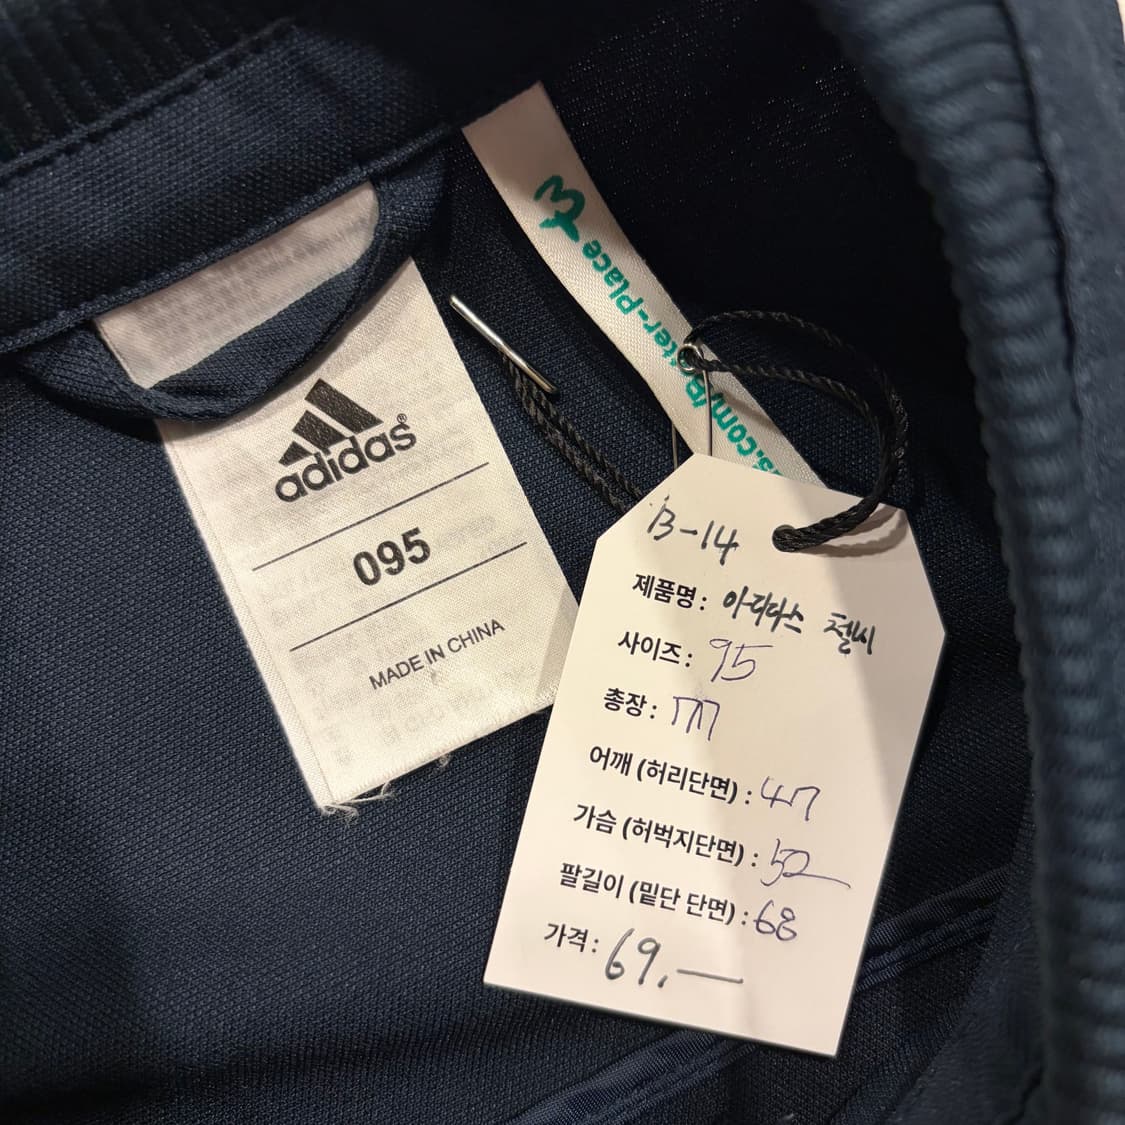 adidas®
095
MADE IN CHINA
-Place
B-14
제품명: 아디다스 첼시
사이즈: 95
총장: 77
어깨 (허리단면) : 47
가슴 (허벅지단면) : 52
팔길이 (밑단 단면) : 68
가격: 69.—